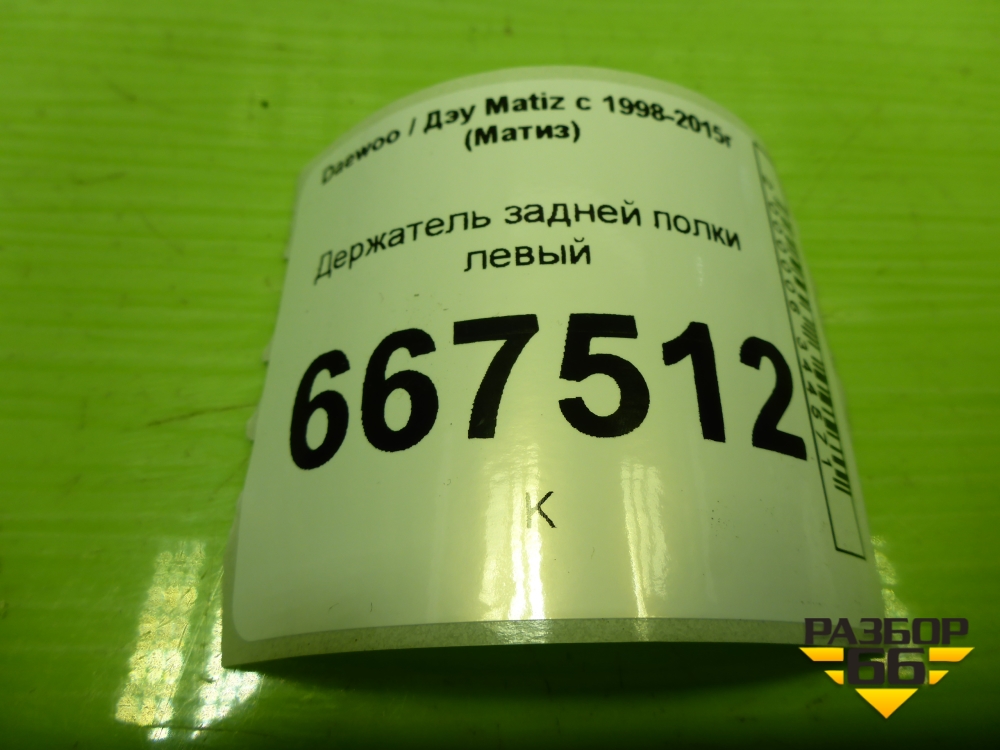 Daewoo / Дэу Matiz с 1998-2015г
(Матиз)
Держатель задней полки
левый
667512
К
РАЗБОР
66